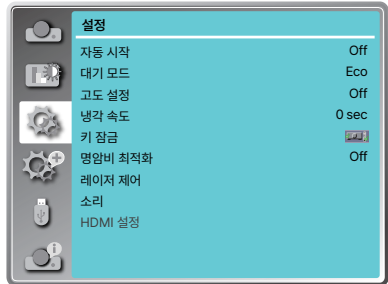 설정
자동 시작 Off
대기 모드 Eco
고도 설정 Off
냉각 속도 0 sec
키 잠금
명암비 최적화 Off
레이저 제어
소리
HDMI 설정